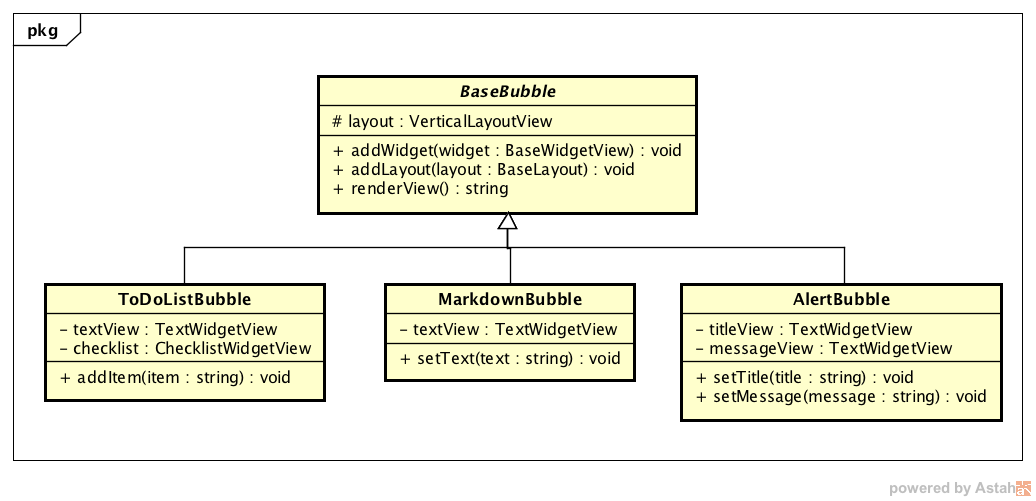 pkg
BaseBubble
# layout : VerticalLayoutView
+ addWidget(widget : BaseWidgetView) : void
+ addLayout(layout : BaseLayout) : void
+ renderView() : string
ToDoListBubble
– textView : TextWidgetView
– checklist : ChecklistWidgetView
+ addItem(item : string) : void
MarkdownBubble
– textView : TextWidgetView
+ setText(text : string) : void
AlertBubble
– titleView : TextWidgetView
– messageView : TextWidgetView
+ setTitle(title : string) : void
+ setMessage(message : string) : void
powered by Astah